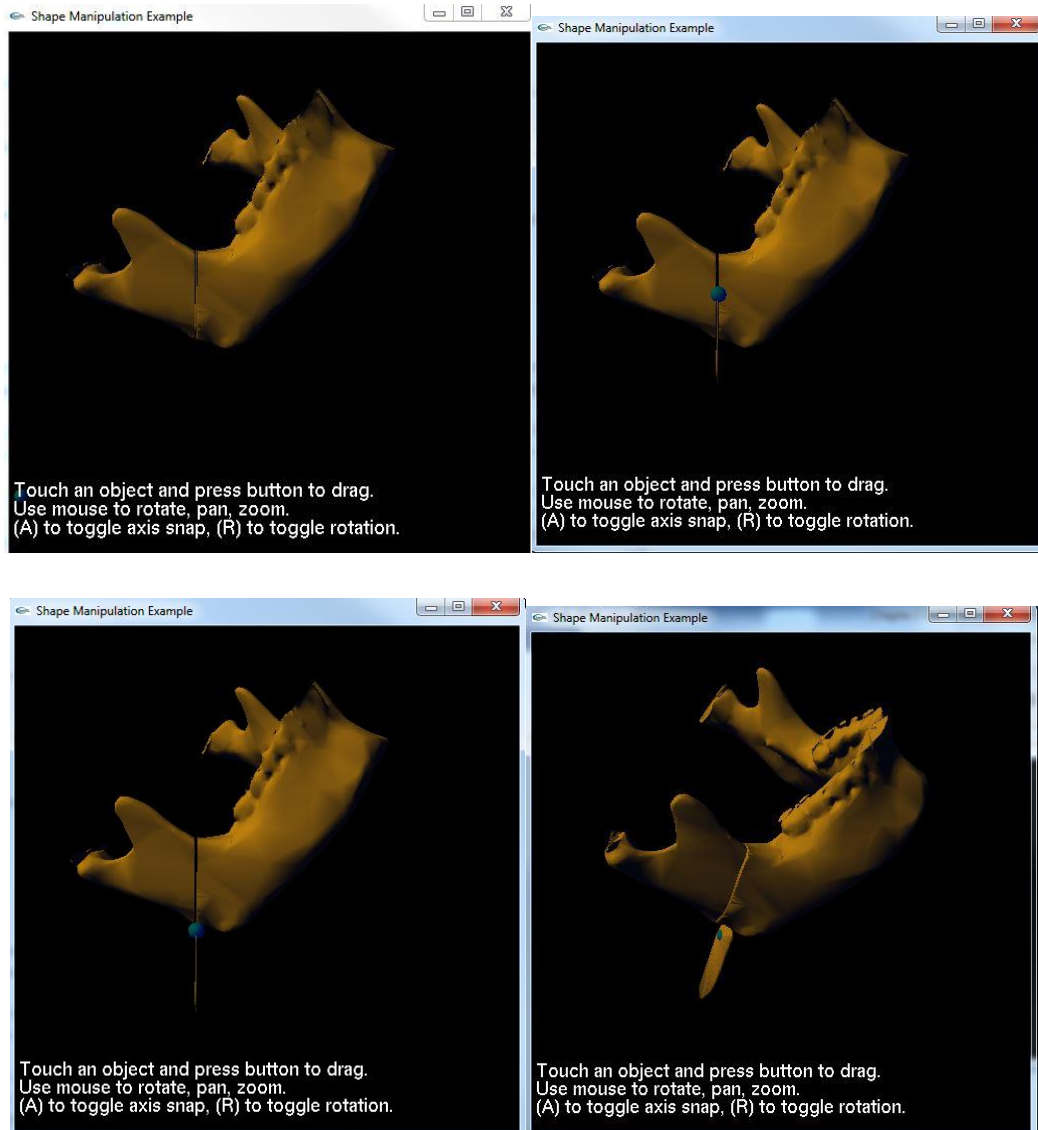 Shape Manipulation Example
Touch an object and press button to drag.
Use mouse to rotate, pan, zoom.
(A) to toggle axis snap, (R) to toggle rotation.
Shape Manipulation Example
Touch an object and press button to drag.
Use mouse to rotate, pan, zoom.
(A) to toggle axis snap, (R) to toggle rotation.
Shape Manipulation Example
Touch an object and press button to drag.
Use mouse to rotate, pan, zoom.
(A) to toggle axis snap, (R) to toggle rotation.
Shape Manipulation Example
Touch an object and press button to drag.
Use mouse to rotate, pan, zoom.
(A) to toggle axis snap, (R) to toggle rotation.